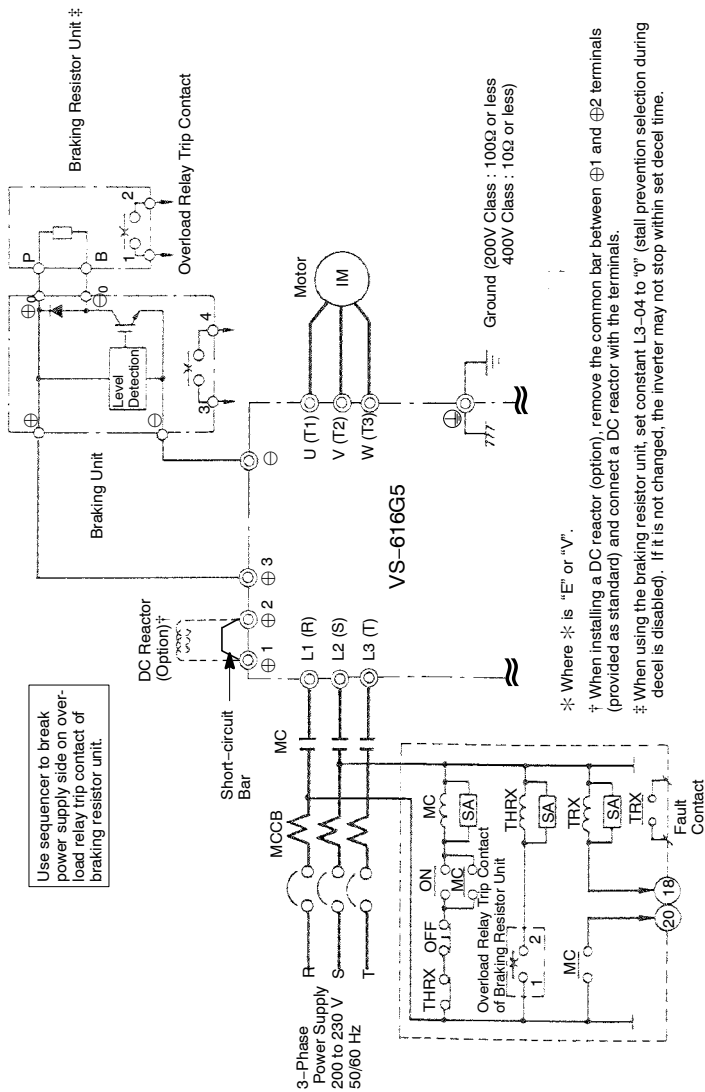 Use sequencer to break
power supply side on over-
load relay trip contact of
braking resistor unit.
Braking Resistor Unit ‡
P
B
1
2
Overload Relay Trip Contact
⊕0
⊖0
Level
Detection
3
4
⊕
⊖
Braking Unit
DC Reactor
(Option)†
Short-circuit
Bar
⊕1
⊕2
⊕3
⊖
3-Phase
Power Supply
200 to 230 V
50/60 Hz
R
S
T
MCCB
MC
L1 (R)
L2 (S)
L3 (T)
VS-616G5
U (T1)
V (T2)
W (T3)
Motor
IM
Ground (200V Class : 100Ω or less
400V Class : 10Ω or less)
THRX
OFF
ON
MC
MC
SA
Overload Relay Trip Contact
of Braking Resistor Unit
1
2
THRX
SA
MC
TRX
SA
20
18
TRX
Fault
Contact
✻ Where ✻ is "E" or "V".
† When installing a DC reactor (option), remove the common bar between ⊕1 and ⊕2 terminals
(provided as standard) and connect a DC reactor with the terminals.
‡ When using the braking resistor unit, set constant L3-04 to "0" (stall prevention selection during
decel is disabled). If it is not changed, the inverter may not stop within set decel time.